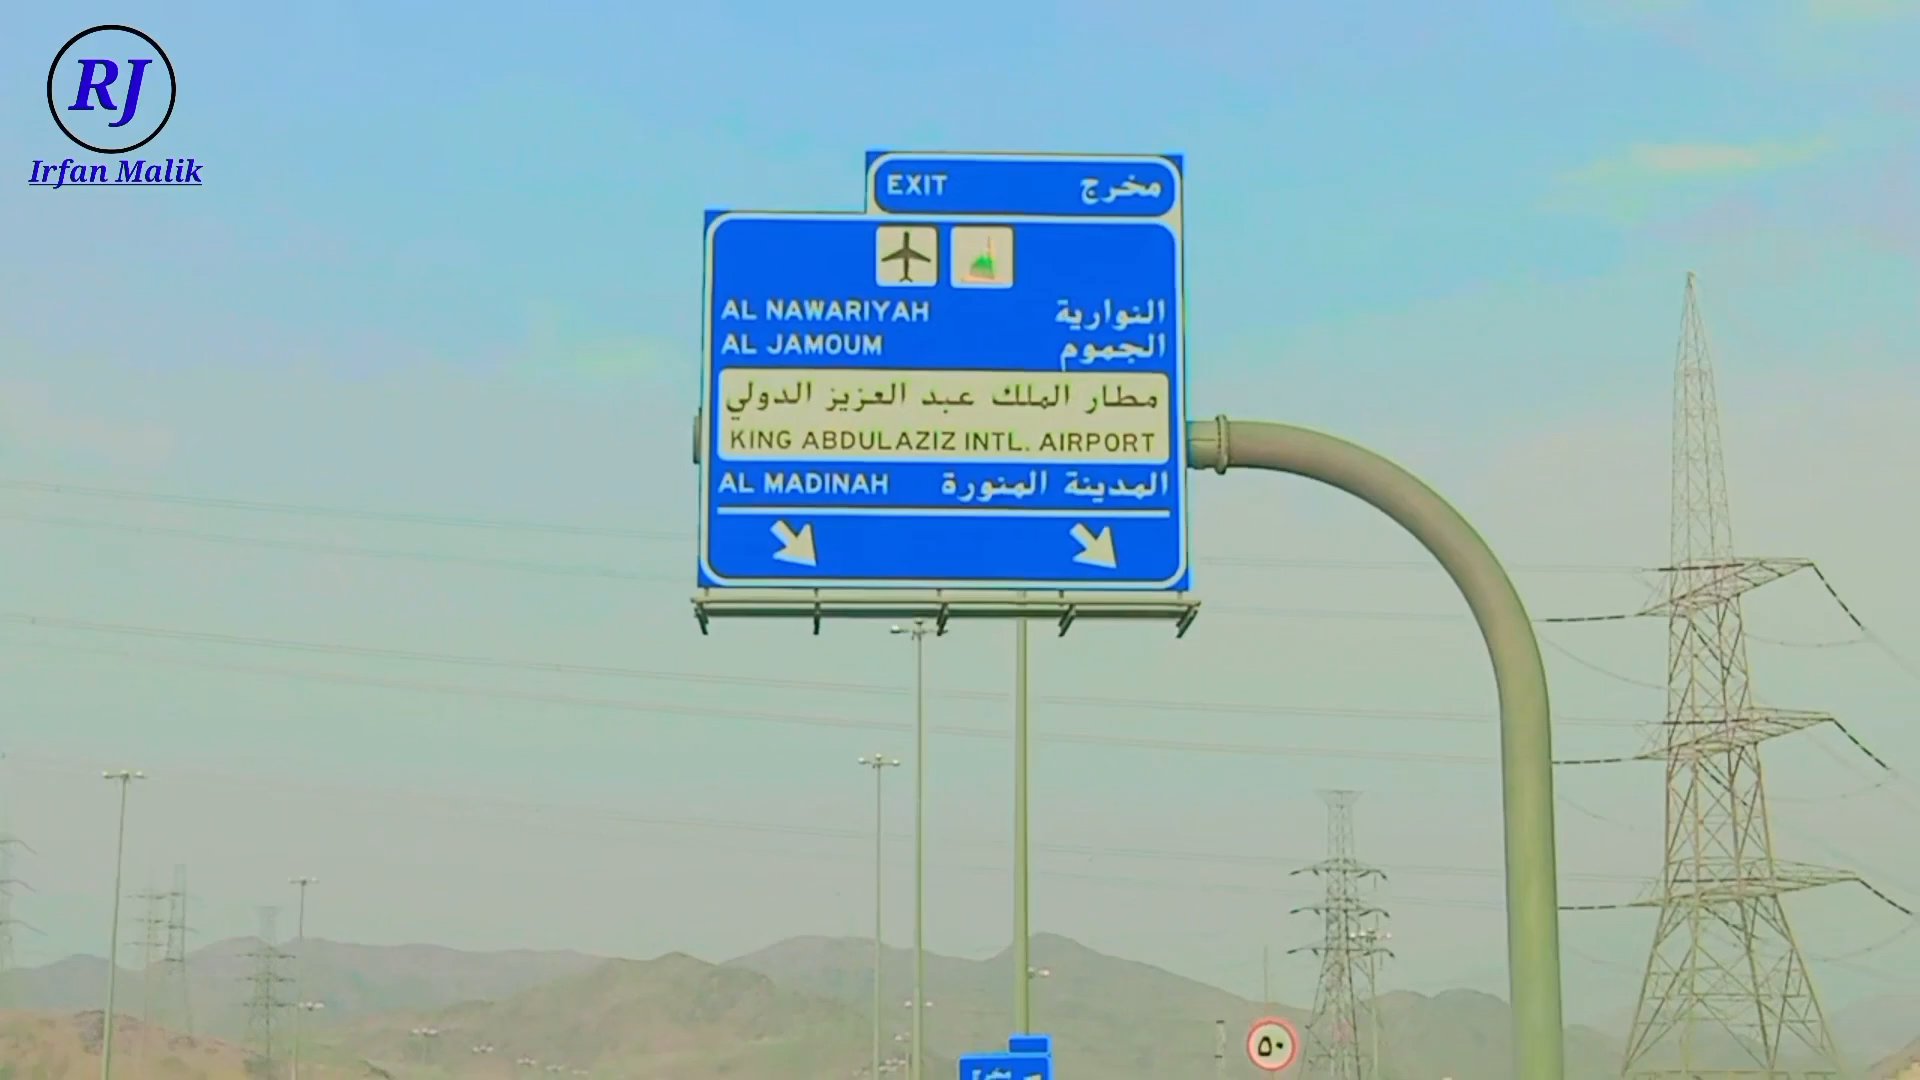 RJ
Irfan Malik
EXIT مخرج
AL NAWARIYAH النوارية
AL JAMOUM الجموم
مطار الملك عبد العزيز الدولي
KING ABDULAZIZ INTL. AIRPORT
AL MADINAH المدينة المنورة
٥٠
مخرج